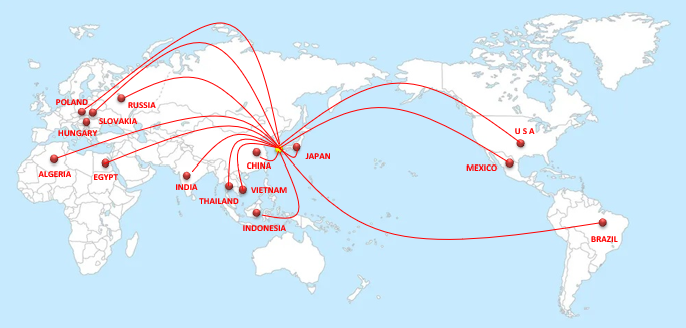 POLAND
RUSSIA
SLOVAKIA
HUNGARY
U S A
JAPAN
CHINA
MEXICO
ALGERIA
EGYPT
INDIA
VIETNAM
THAILAND
INDONESIA
BRAZIL